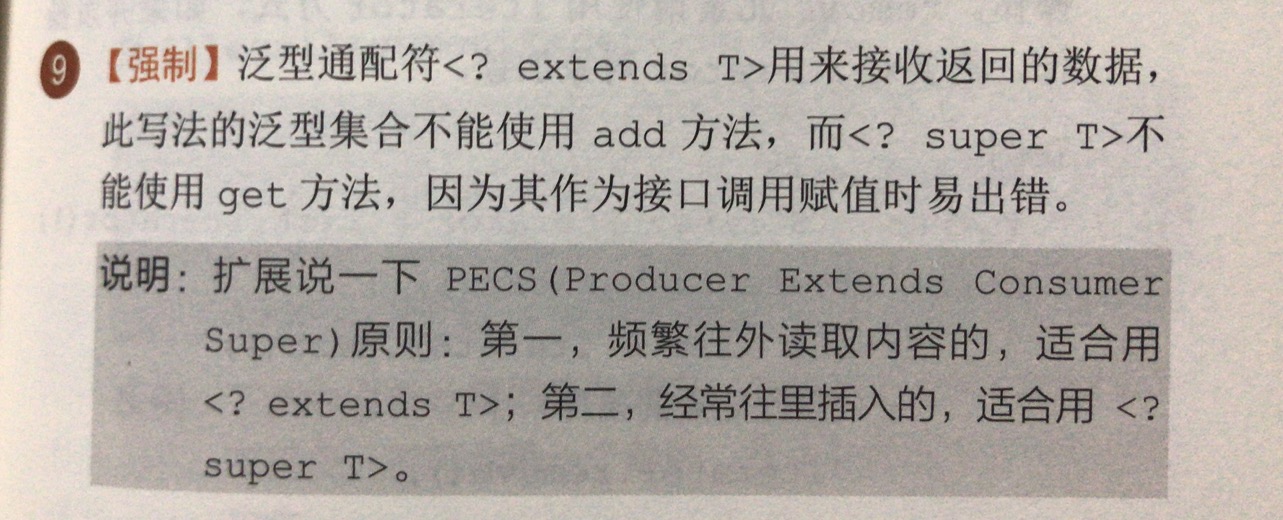 9 【强制】泛型通配符<? extends T>用来接收返回的数据，
此写法的泛型集合不能使用 add 方法，而<? super T>不
能使用 get 方法，因为其作为接口调用赋值时易出错。
说明：扩展说一下 PECS(Producer Extends Consumer
Super)原则：第一，频繁往外读取内容的，适合用
<? extends T>；第二，经常往里插入的，适合用 <?
super T>。